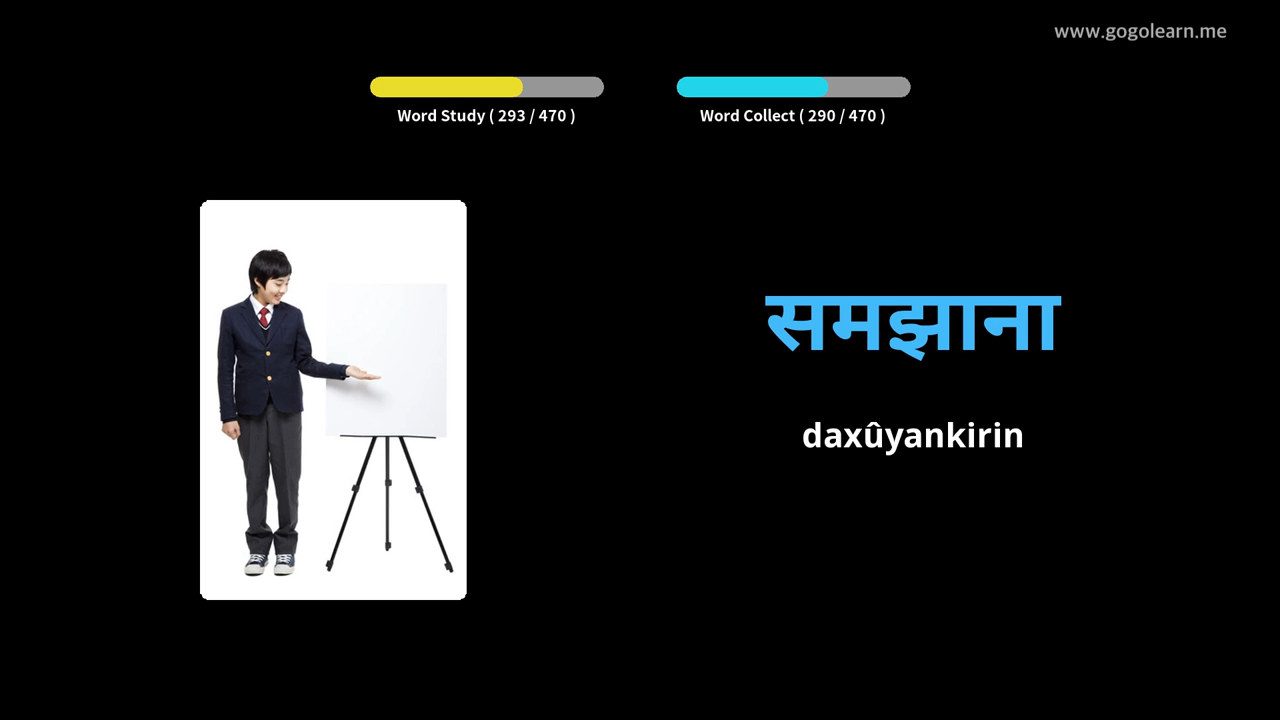 www.gogolearn.me
Word Study ( 293 / 470 )
Word Collect ( 290 / 470 )
समझाना
daxûyankirin